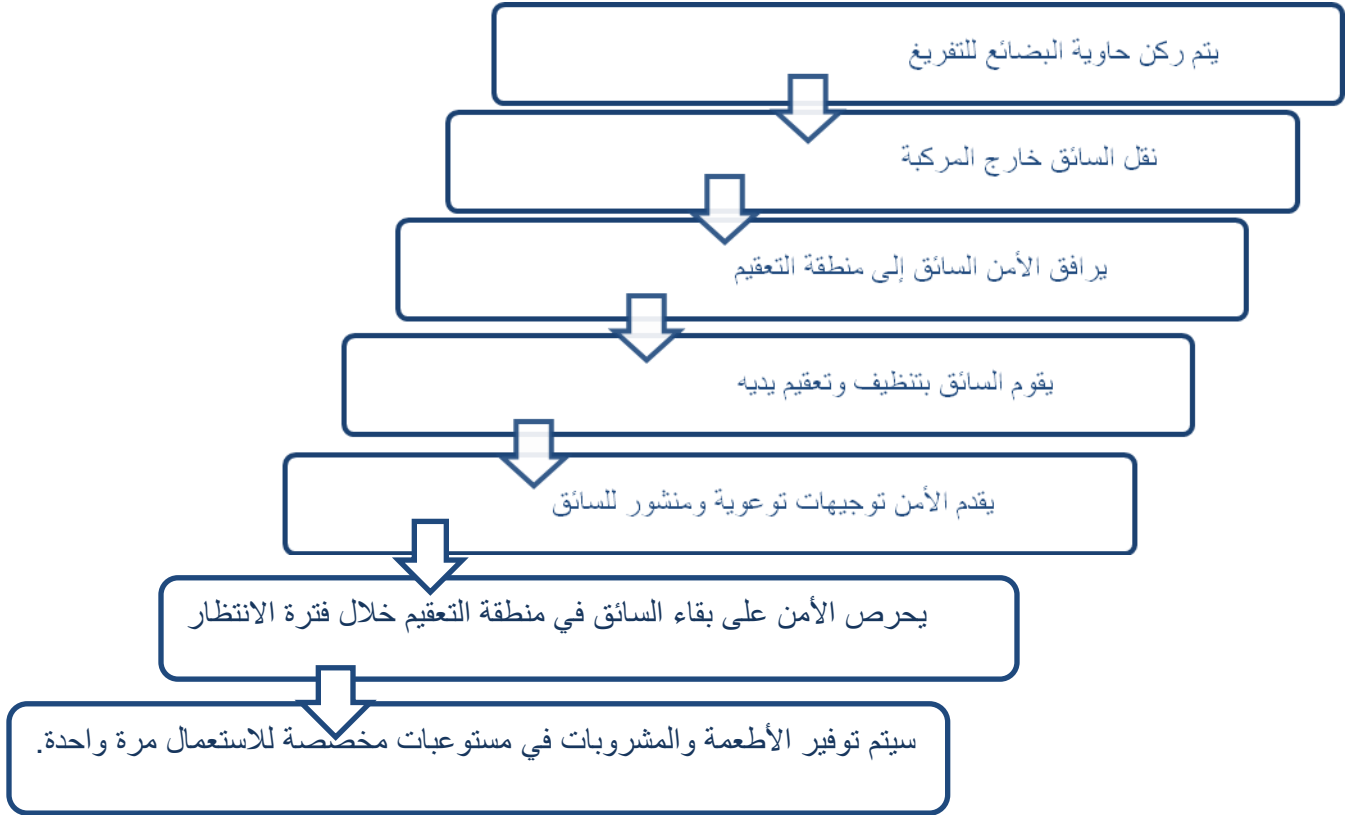 يتم ركن حاوية البضائع للتفريغ
نقل السائق خارج المركبة
يرافق الأمن السائق إلى منطقة التعقيم
يقوم السائق بتنظيف وتعقيم يديه
يقدم الأمن توجيهات توعوية ومنشور للسائق
يحرص الأمن على بقاء السائق في منطقة التعقيم خلال فترة الانتظار
سيتم توفير الأطعمة والمشروبات في مستوعبات مخصصة للاستعمال مرة واحدة.